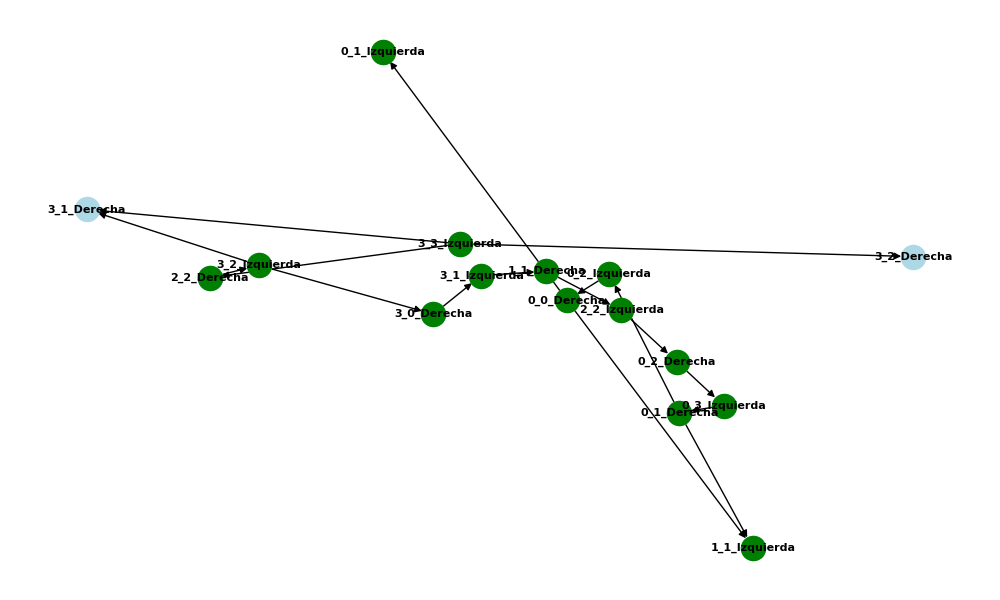 0_1_Izquierda
3_1_Derecha
3_3_Izquierda
3_2_Derecha
3_2_Izquierda
2_2_Derecha
3_1_Izquierda
1_1_Derecha
0_2_Izquierda
0_0_Derecha
2_2_Izquierda
3_0_Derecha
0_2_Derecha
0_3_Izquierda
0_1_Derecha
1_1_Izquierda